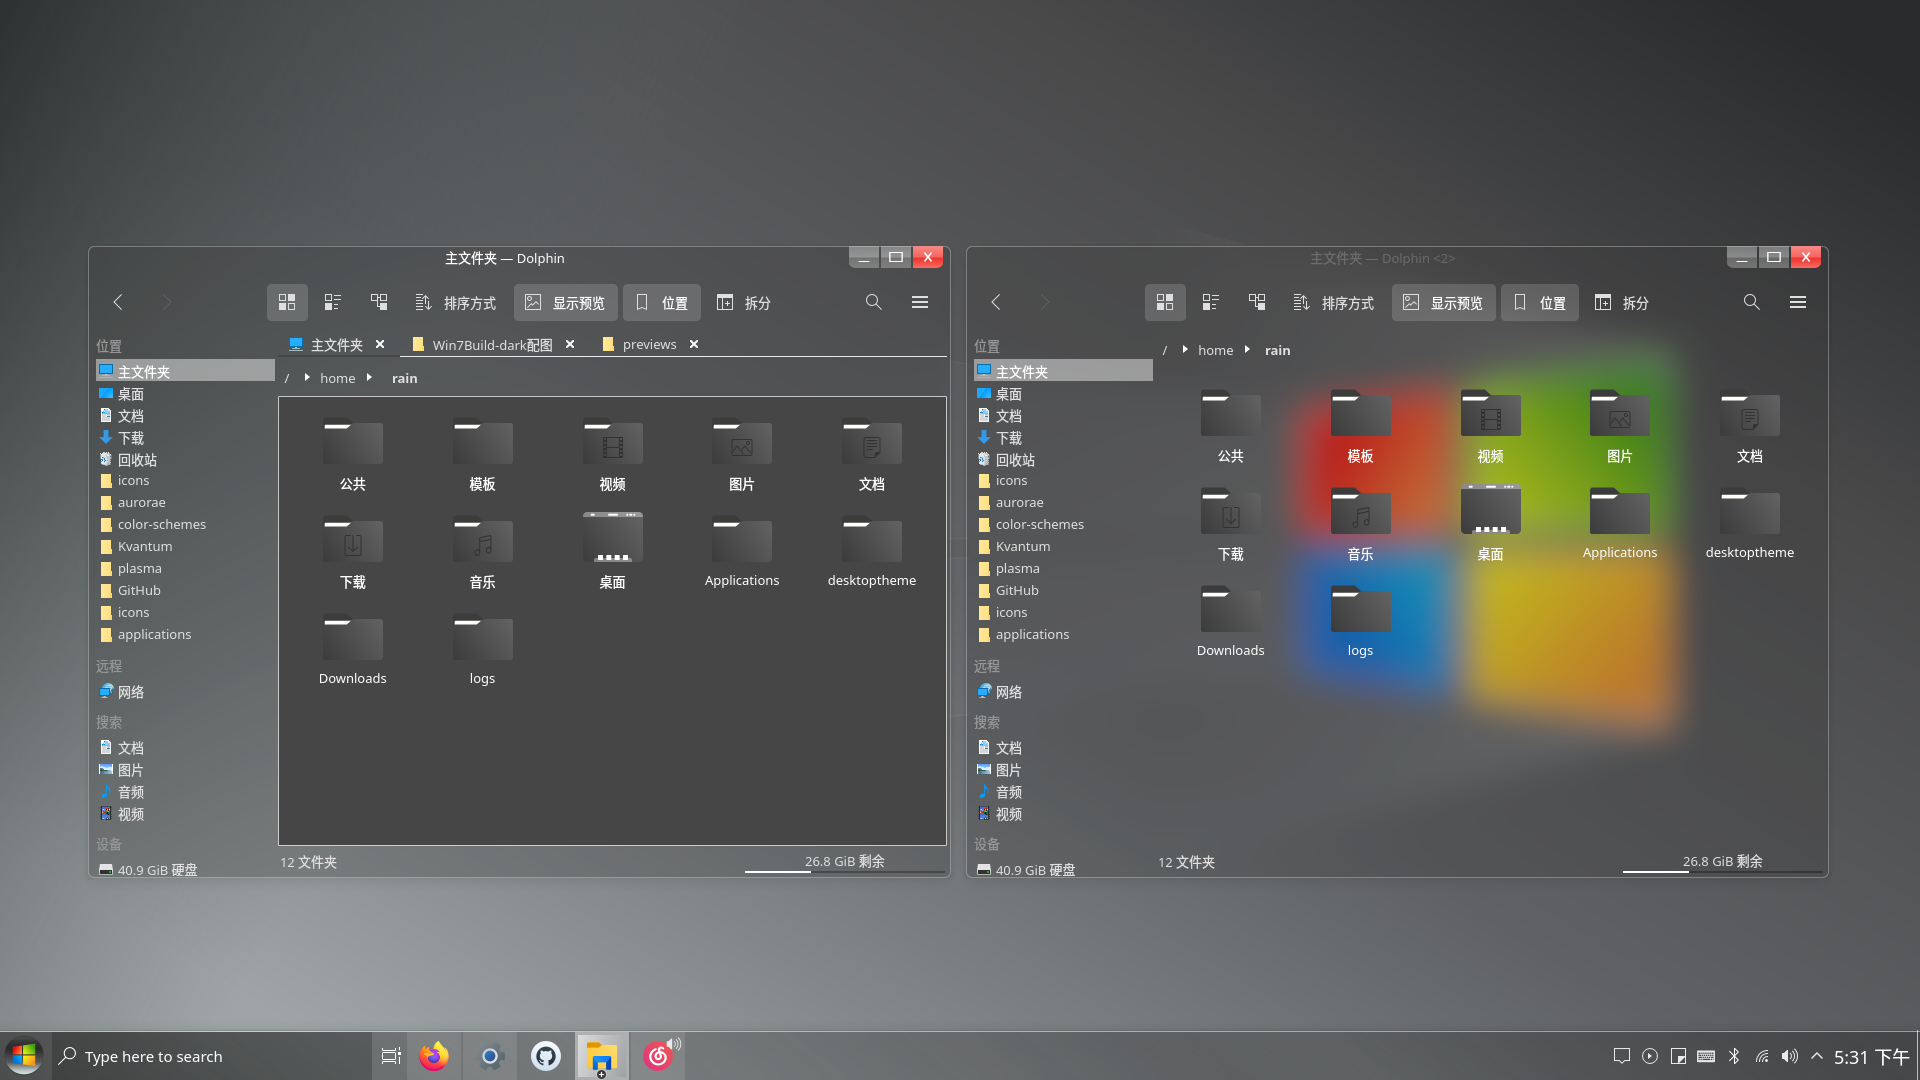 主文件夹 — Dolphin
排序方式
显示预览
位置
拆分
位置
主文件夹
桌面
文档
下载
回收站
icons
aurorae
color-schemes
Kvantum
plasma
GitHub
icons
applications
远程
网络
搜索
文档
图片
音频
视频
设备
40.9 GiB 硬盘
主文件夹
Win7Build-dark配图
previews
/ home rain
公共
模板
视频
图片
文档
下载
音乐
桌面
Applications
desktoptheme
Downloads
logs
12 文件夹
26.8 GiB 剩余
主文件夹 — Dolphin <2>
排序方式
显示预览
位置
拆分
位置
主文件夹
桌面
文档
下载
回收站
icons
aurorae
color-schemes
Kvantum
plasma
GitHub
icons
applications
远程
网络
搜索
文档
图片
音频
视频
设备
40.9 GiB 硬盘
/ home rain
公共
模板
视频
图片
文档
下载
音乐
桌面
Applications
desktoptheme
Downloads
logs
12 文件夹
26.8 GiB 剩余
Type here to search
5:31 下午